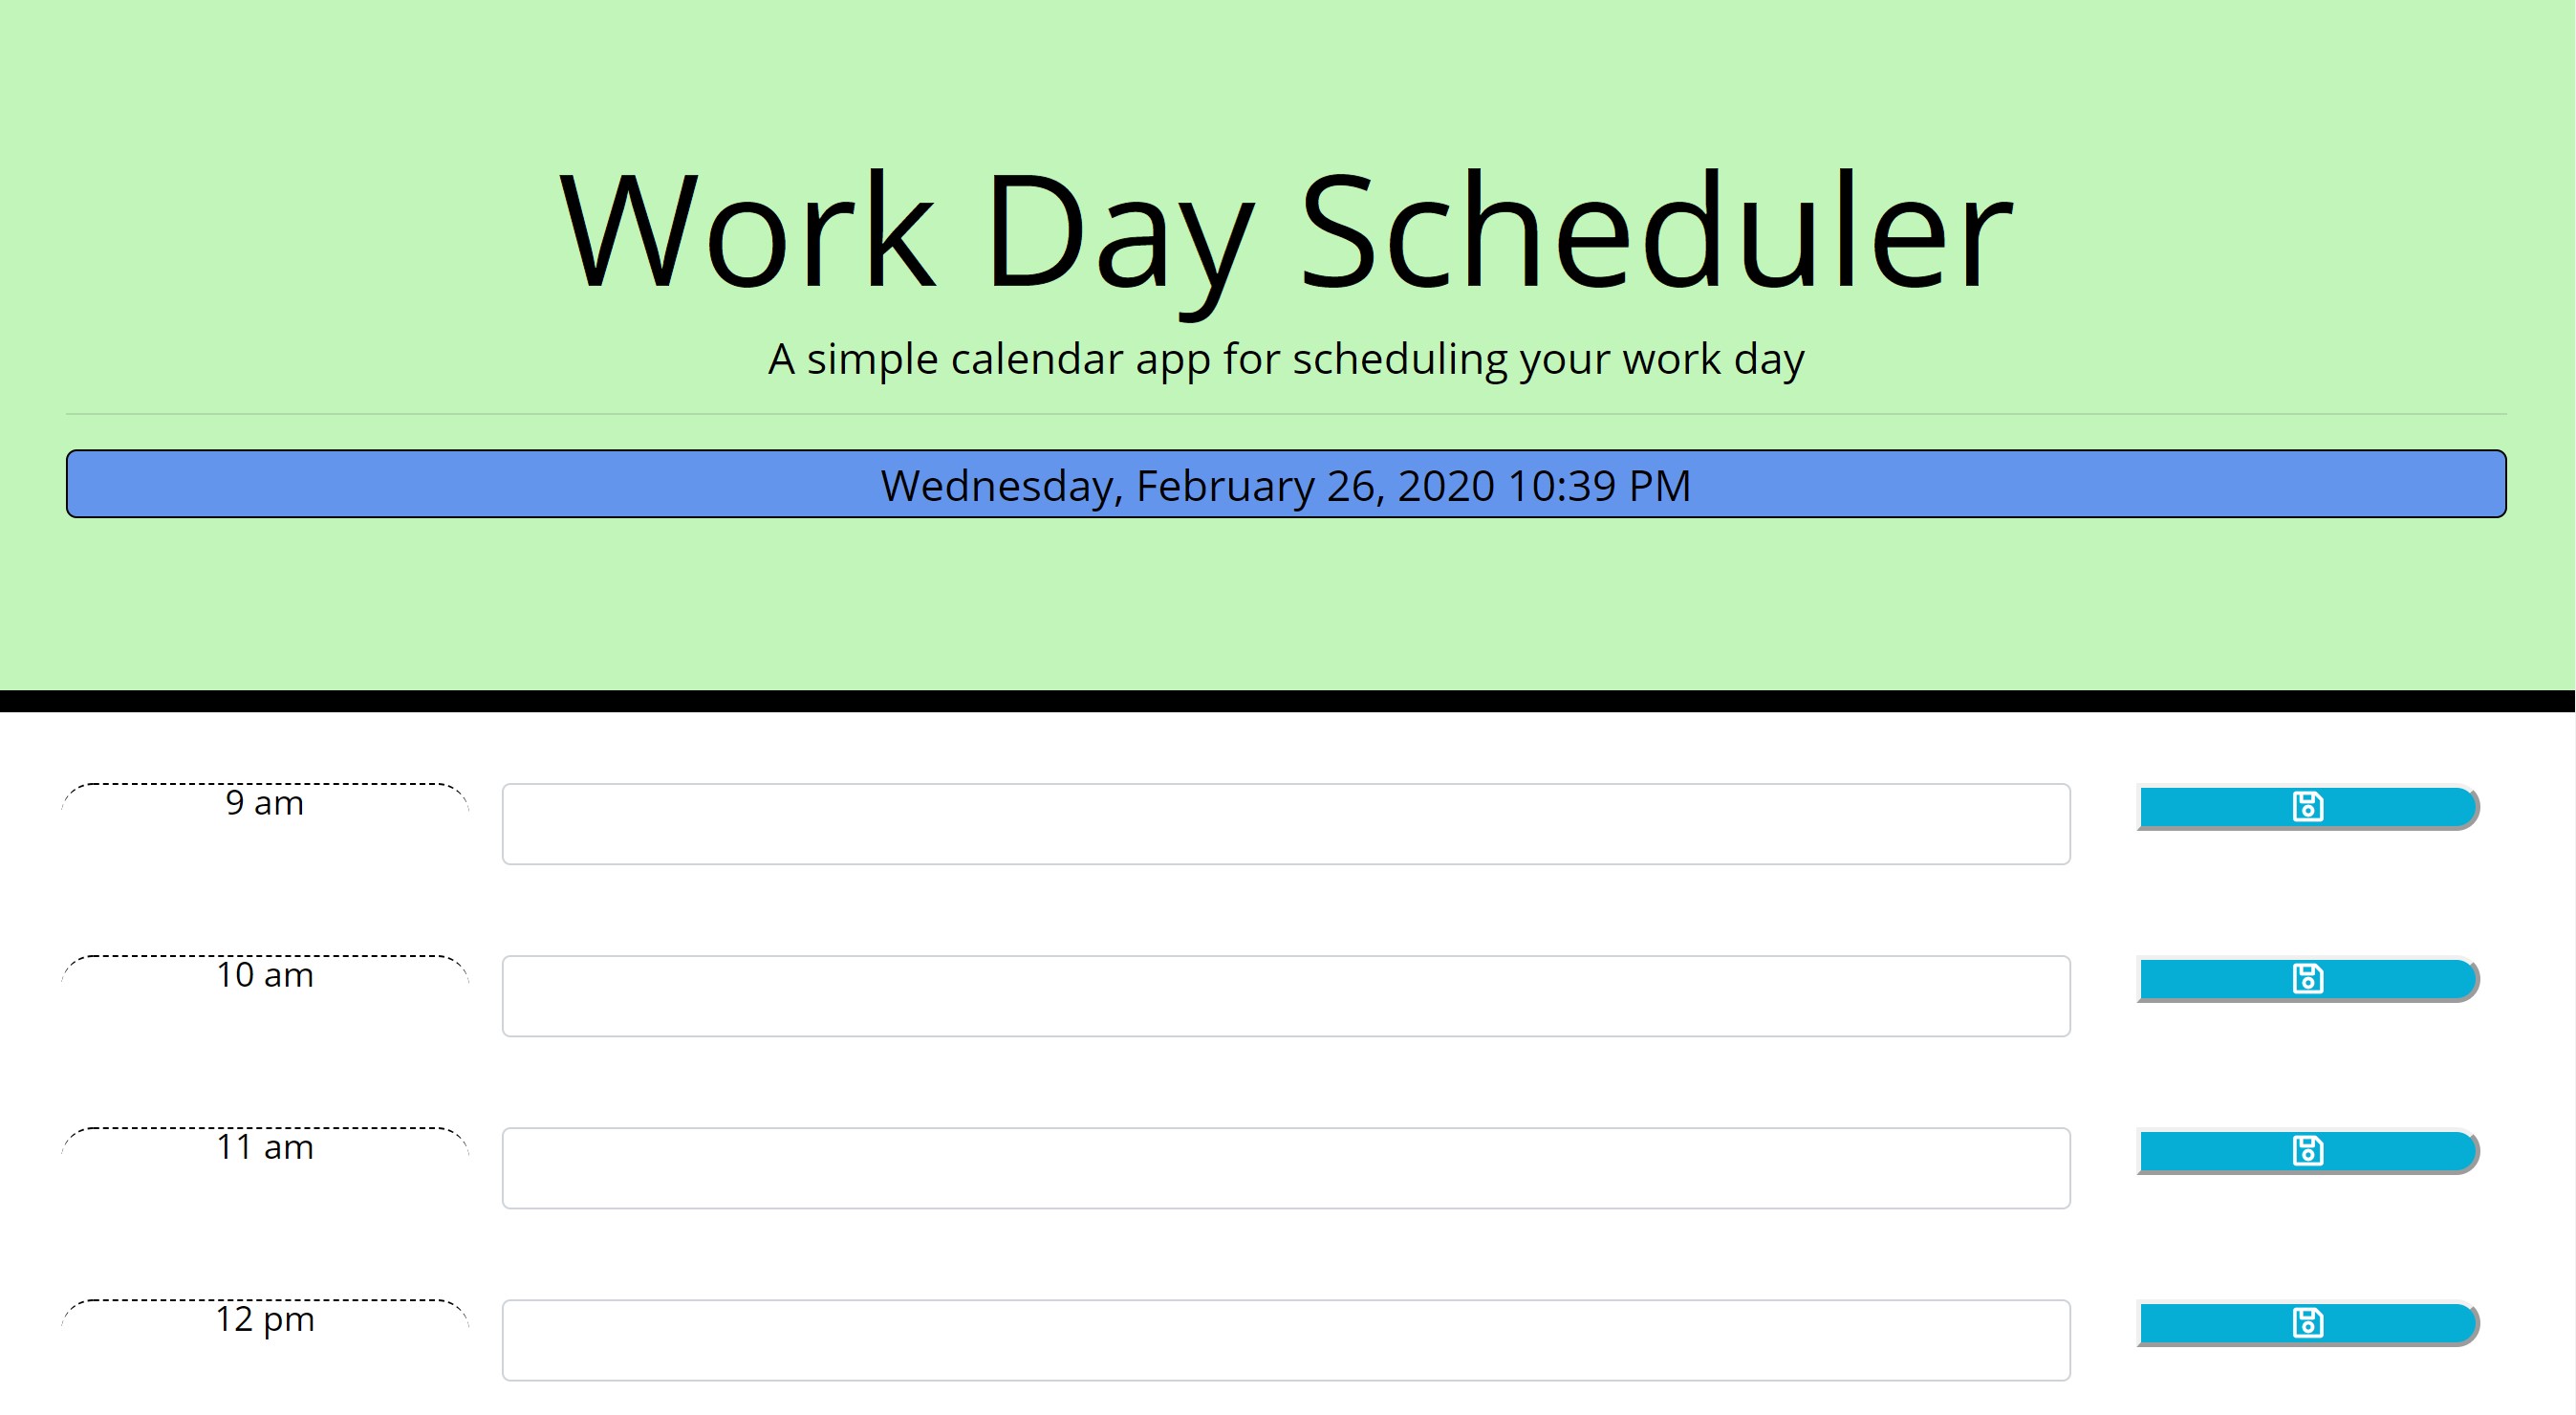 Work Day Scheduler
A simple calendar app for scheduling your work day
Wednesday, February 26, 2020 10:39 PM
9 am
10 am
11 am
12 pm